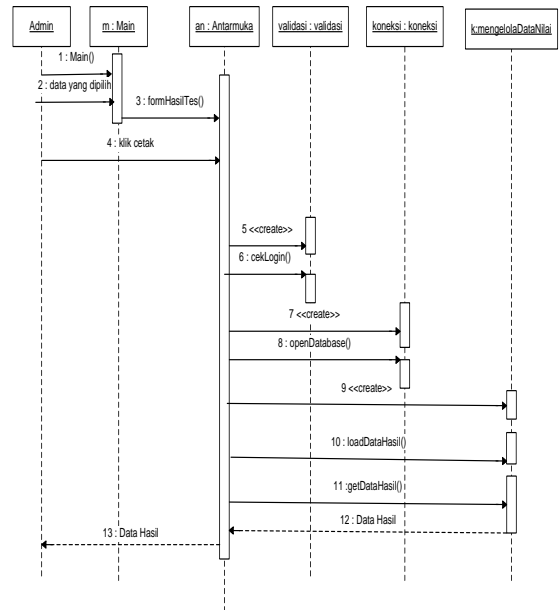 Admin
m : Main
an : Antarmuka
validasi : validasi
koneksi : koneksi
k:mengelolaDataNilai
1 : Main()
2 : data yang dipilih
3 : formHasilTes()
4 : klik cetak
5 <<create>>
6 : cekLogin()
7 <<create>>
8 : openDatabase()
9 <<create>>
10 : loadDataHasil()
11 :getDataHasil()
12 : Data Hasil
13 : Data Hasil